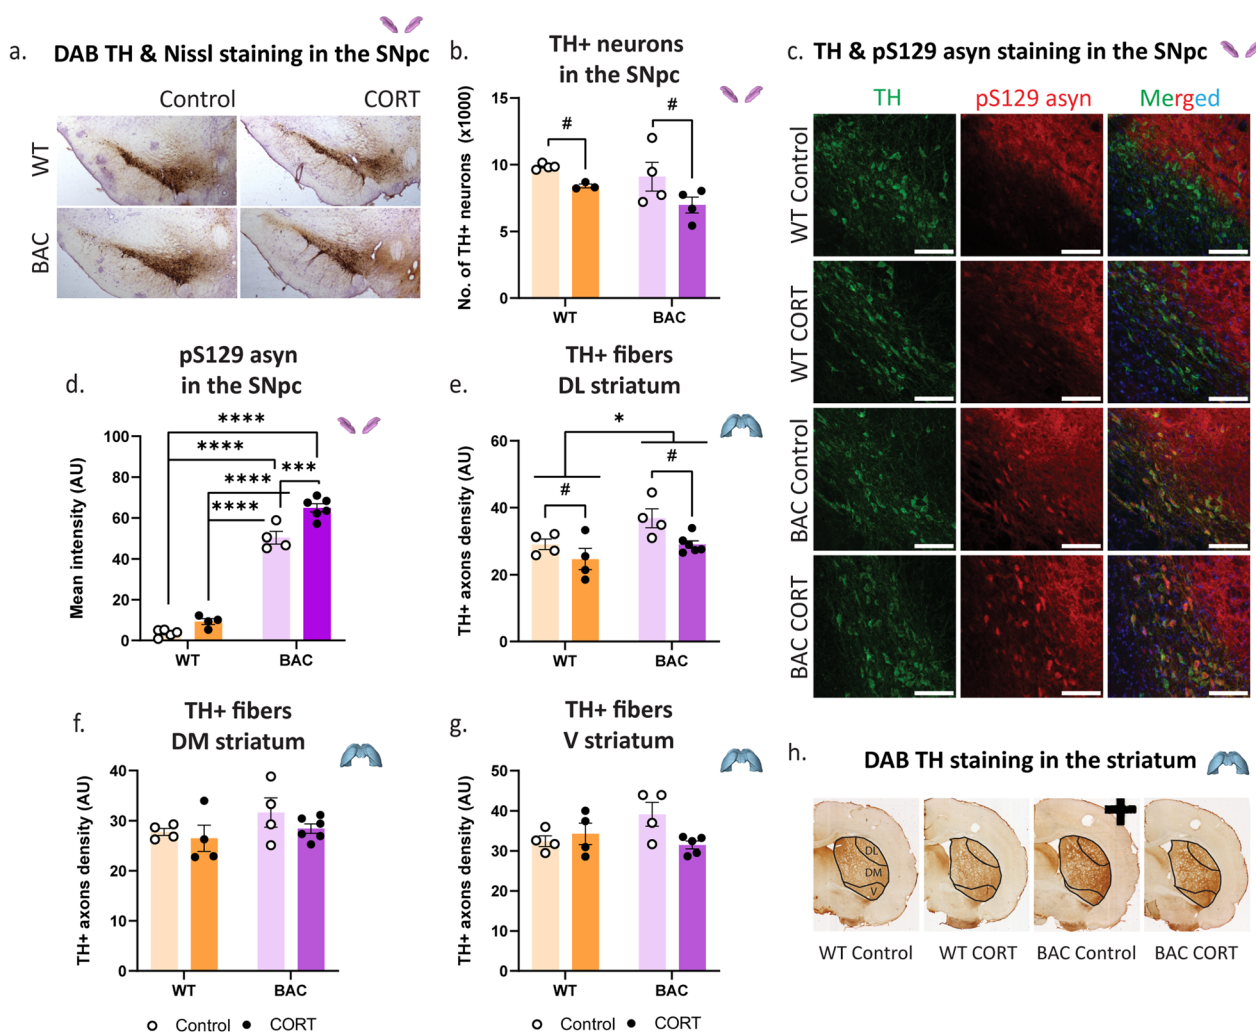 a.
DAB TH & Nissl staining in the SNpc
Control
CORT
WT
BAC
b.
TH+ neurons
in the SNpc
No. of TH+ neurons (x1000)
15
10
5
0
#
#
WT
BAC
c.
TH & pS129 asyn staining in the SNpc
TH
pS129 asyn
Merged
WT Control
WT CORT
BAC Control
BAC CORT
d.
pS129 asyn
in the SNpc
Mean intensity (AU)
100
80
60
40
20
0
****
****
****
***
****
WT
BAC
e.
TH+ fibers
DL striatum
TH+ axons density (AU)
60
40
20
0
*
#
#
WT
BAC
f.
TH+ fibers
DM striatum
TH+ axons density (AU)
40
30
20
10
0
WT
BAC
Control
CORT
g.
TH+ fibers
V striatum
TH+ axons density (AU)
50
40
30
20
10
0
WT
BAC
Control
CORT
h.
DAB TH staining in the striatum
DL
DM
V
WT Control
WT CORT
BAC Control
BAC CORT